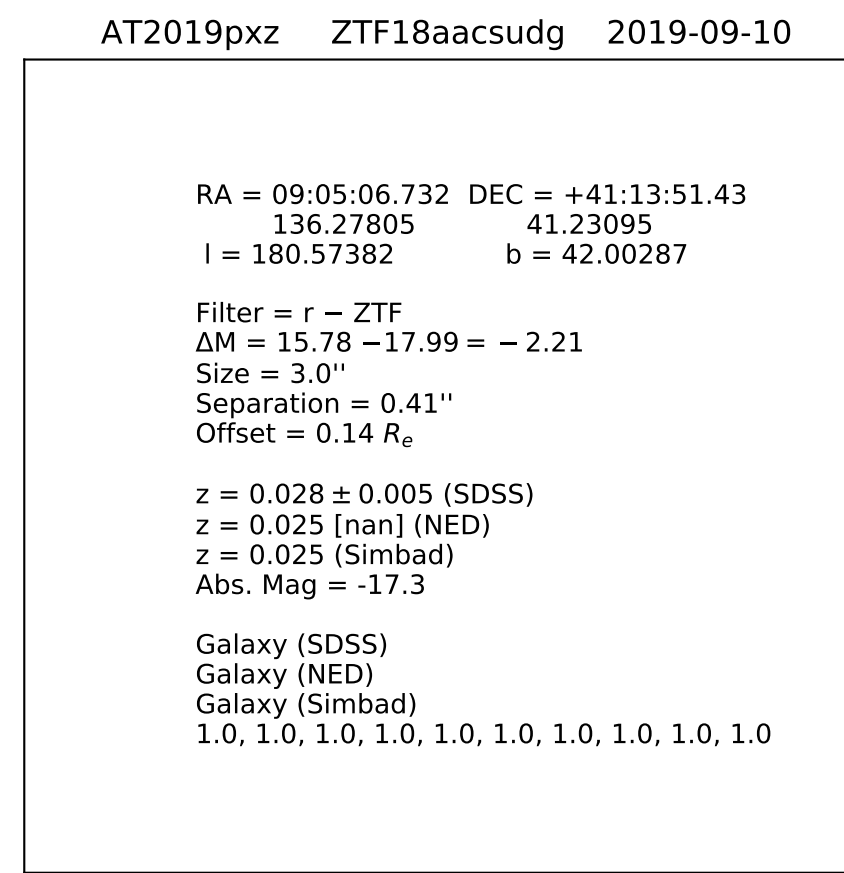 AT2019pxz ZTF18aacsudg 2019-09-10
RA = 09:05:06.732 DEC = +41:13:51.43
136.27805 41.23095
l = 180.57382 b = 42.00287
Filter = r − ZTF
ΔM = 15.78 −17.99 = − 2.21
Size = 3.0''
Separation = 0.41''
Offset = 0.14 Rₑ
z = 0.028 ± 0.005 (SDSS)
z = 0.025 [nan] (NED)
z = 0.025 (Simbad)
Abs. Mag = -17.3
Galaxy (SDSS)
Galaxy (NED)
Galaxy (Simbad)
1.0, 1.0, 1.0, 1.0, 1.0, 1.0, 1.0, 1.0, 1.0, 1.0